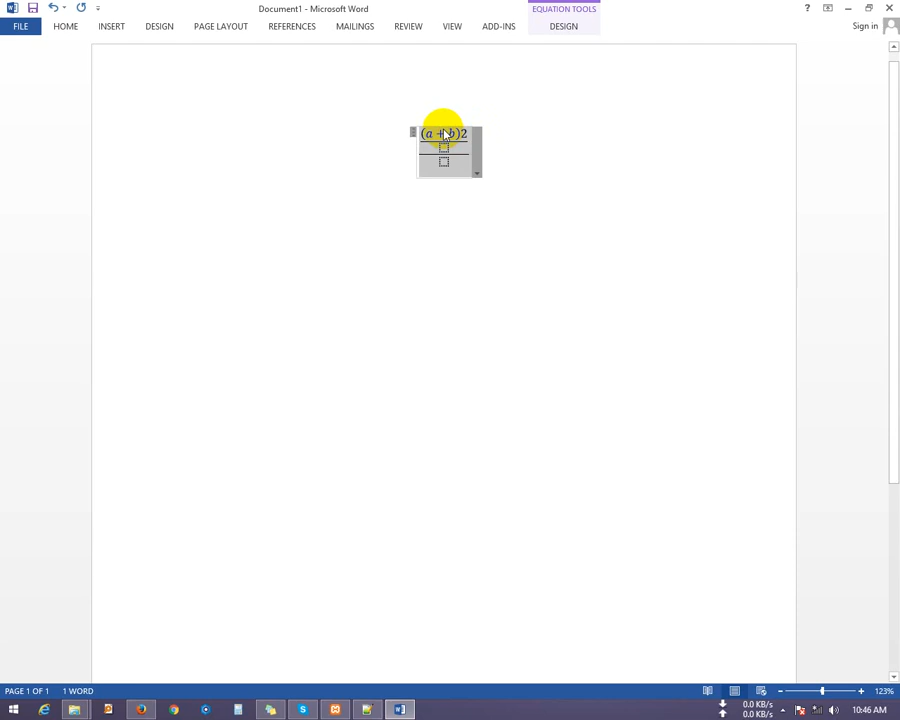 Document1 - Microsoft Word
EQUATION TOOLS
?
FILE HOME INSERT DESIGN PAGE LAYOUT REFERENCES MAILINGS REVIEW VIEW ADD-INS DESIGN Sign in
(a + b)2
PAGE 1 OF 1 1 WORD 123%
0.0 KB/s
0.0 KB/s
10:46 AM